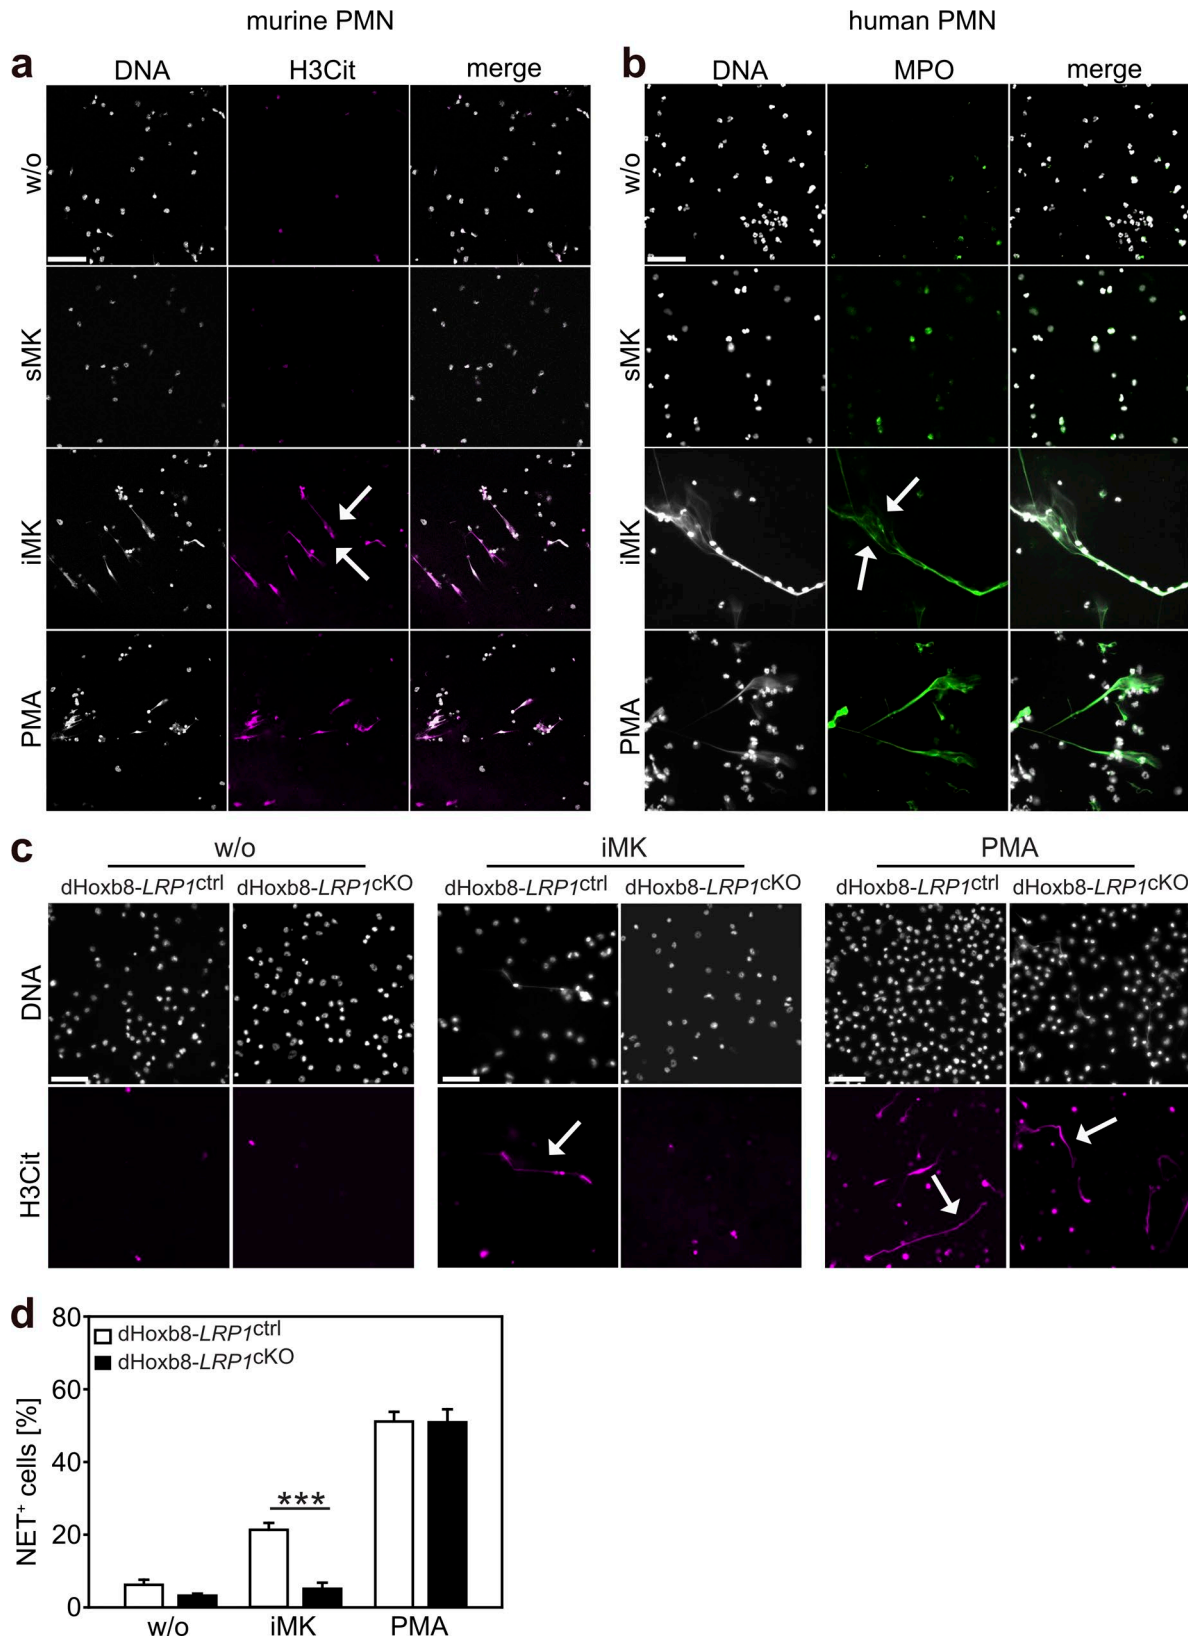 murine PMN
human PMN
a
DNA H3Cit merge
b
DNA MPO merge
w/o
w/o
sMK
sMK
iMK
iMK
PMA
PMA
c
w/o iMK PMA
dHoxb8-LRP1ctrl dHoxb8-LRP1cKO dHoxb8-LRP1ctrl dHoxb8-LRP1cKO dHoxb8-LRP1ctrl dHoxb8-LRP1cKO
DNA
H3Cit
d
80
60
40
20
0
NET+ cells [%]
dHoxb8-LRP1ctrl
dHoxb8-LRP1cKO
***
w/o iMK PMA